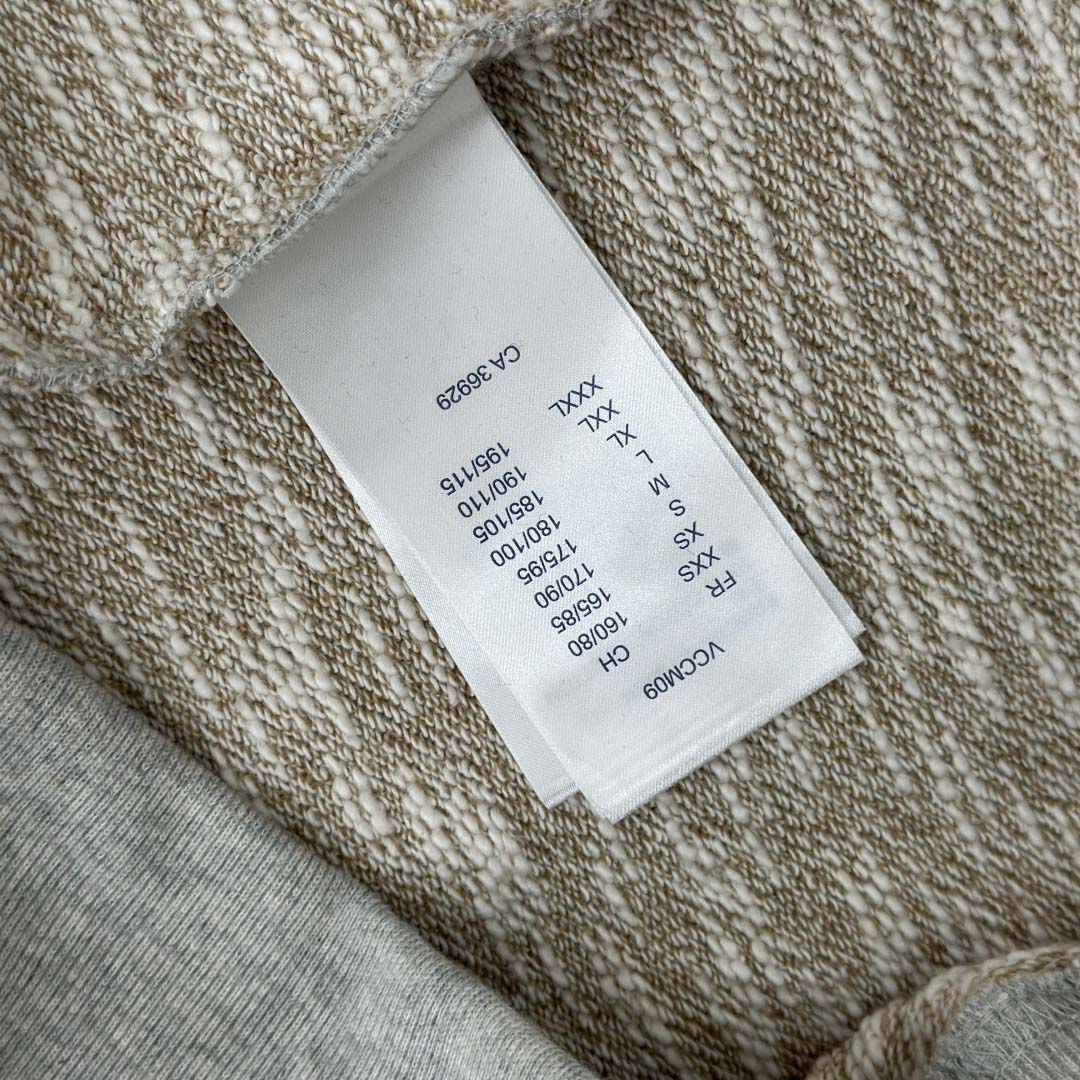 VCCM09
FR CH
XXS 160/80
XS 165/85
S 170/90
M 175/95
L 180/100
XL 185/105
XXL 190/110
XXXL 195/115
CA 36929